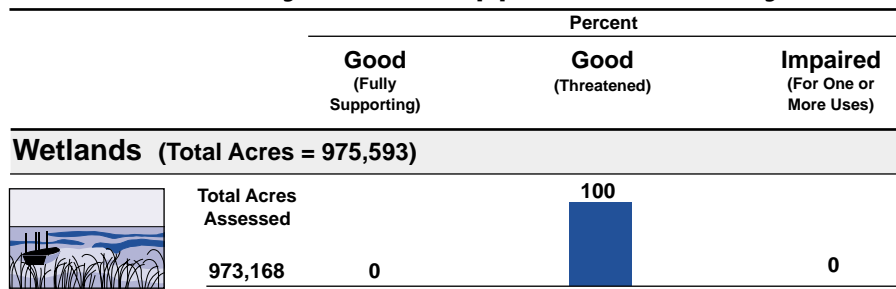 Percent
Good Good Impaired
(Fully (Threatened) (For One or
Supporting) More Uses)
Wetlands (Total Acres = 975,593)
Total Acres 100
Assessed
973,168 0 0